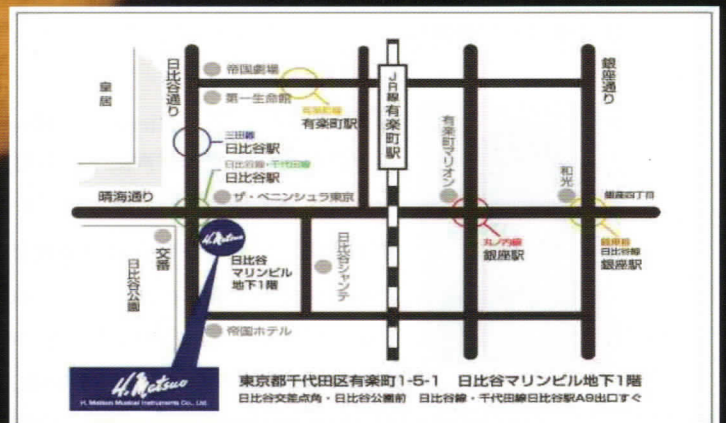 皇居
日比谷通り
帝国劇場
第一生命館
有楽町線
有楽町駅
JR線 有楽町駅
銀座通り
三田線
日比谷駅
日比谷線・千代田線
日比谷駅
有楽町マリオン
和光
晴海通り
ザ・ペニンシュラ東京
銀座四丁目
交番
日比谷公園
H. Matsuo
日比谷
マリンビル
地下1階
日比谷シャンテ
丸ノ内線
銀座駅
銀座線
日比谷線
銀座駅
帝国ホテル
H. Matsuo
H. Matsuo Musical Instruments Co., Ltd.
東京都千代田区有楽町1-5-1 日比谷マリンビル地下1階
日比谷交差点角・日比谷公園前 日比谷線・千代田線日比谷駅A9出口すぐ